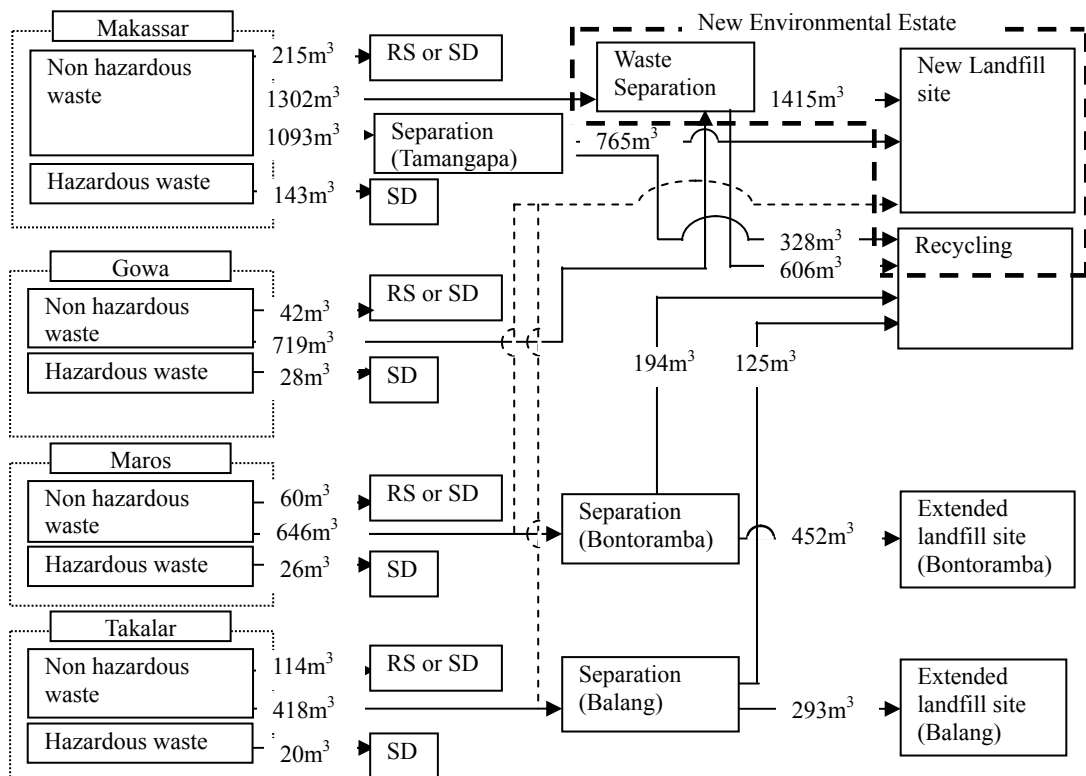 New Environmental Estate
Makassar
Non hazardous
waste
Hazardous waste
215m³
1302m³
1093m³
143m³
RS or SD
Separation
(Tamangapa)
SD
Waste
Separation
1415m³
765m³
328m³
606m³
New Landfill
site
Recycling
Gowa
Non hazardous
waste
Hazardous waste
42m³
719m³
28m³
RS or SD
SD
194m³
125m³
Maros
Non hazardous
waste
Hazardous waste
60m³
646m³
26m³
RS or SD
SD
Separation
(Bontoramba)
452m³
Extended
landfill site
(Bontoramba)
Takalar
Non hazardous
waste
Hazardous waste
114m³
418m³
20m³
RS or SD
SD
Separation
(Balang)
293m³
Extended
landfill site
(Balang)